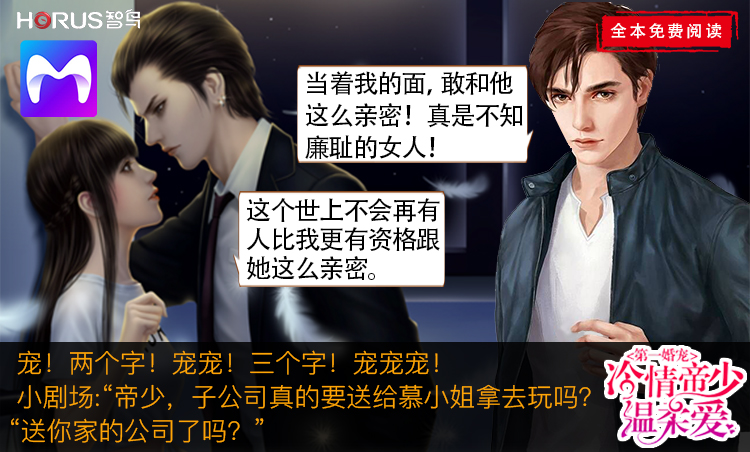 HORUS智鸟
全本免费阅读
当着我的面, 敢和他
这么亲密！真是不知
廉耻的女人！
这个世上不会再有
人比我更有资格跟
她这么亲密。
宠！两个字！宠宠！三个字！宠宠宠！
小剧场:“帝少，子公司真的要送给慕小姐拿去玩吗？
“送你家的公司了吗？”
<第一婚宠>
冷情帝少
温柔爱